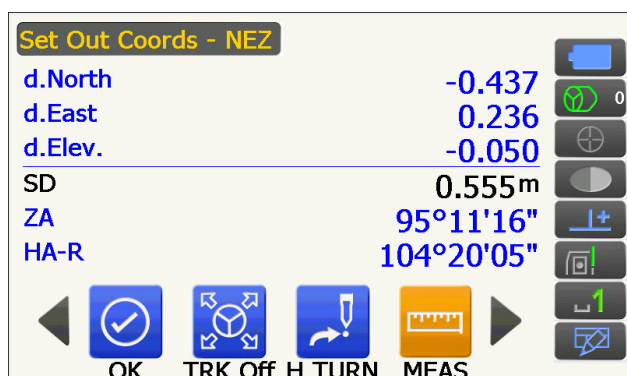 Set Out Coords - NEZ
d.North -0.437
d.East 0.236
d.Elev. -0.050
SD 0.555m
ZA 95°11'16"
HA-R 104°20'05"
0
1
OK TRK Off H.TURN MEAS